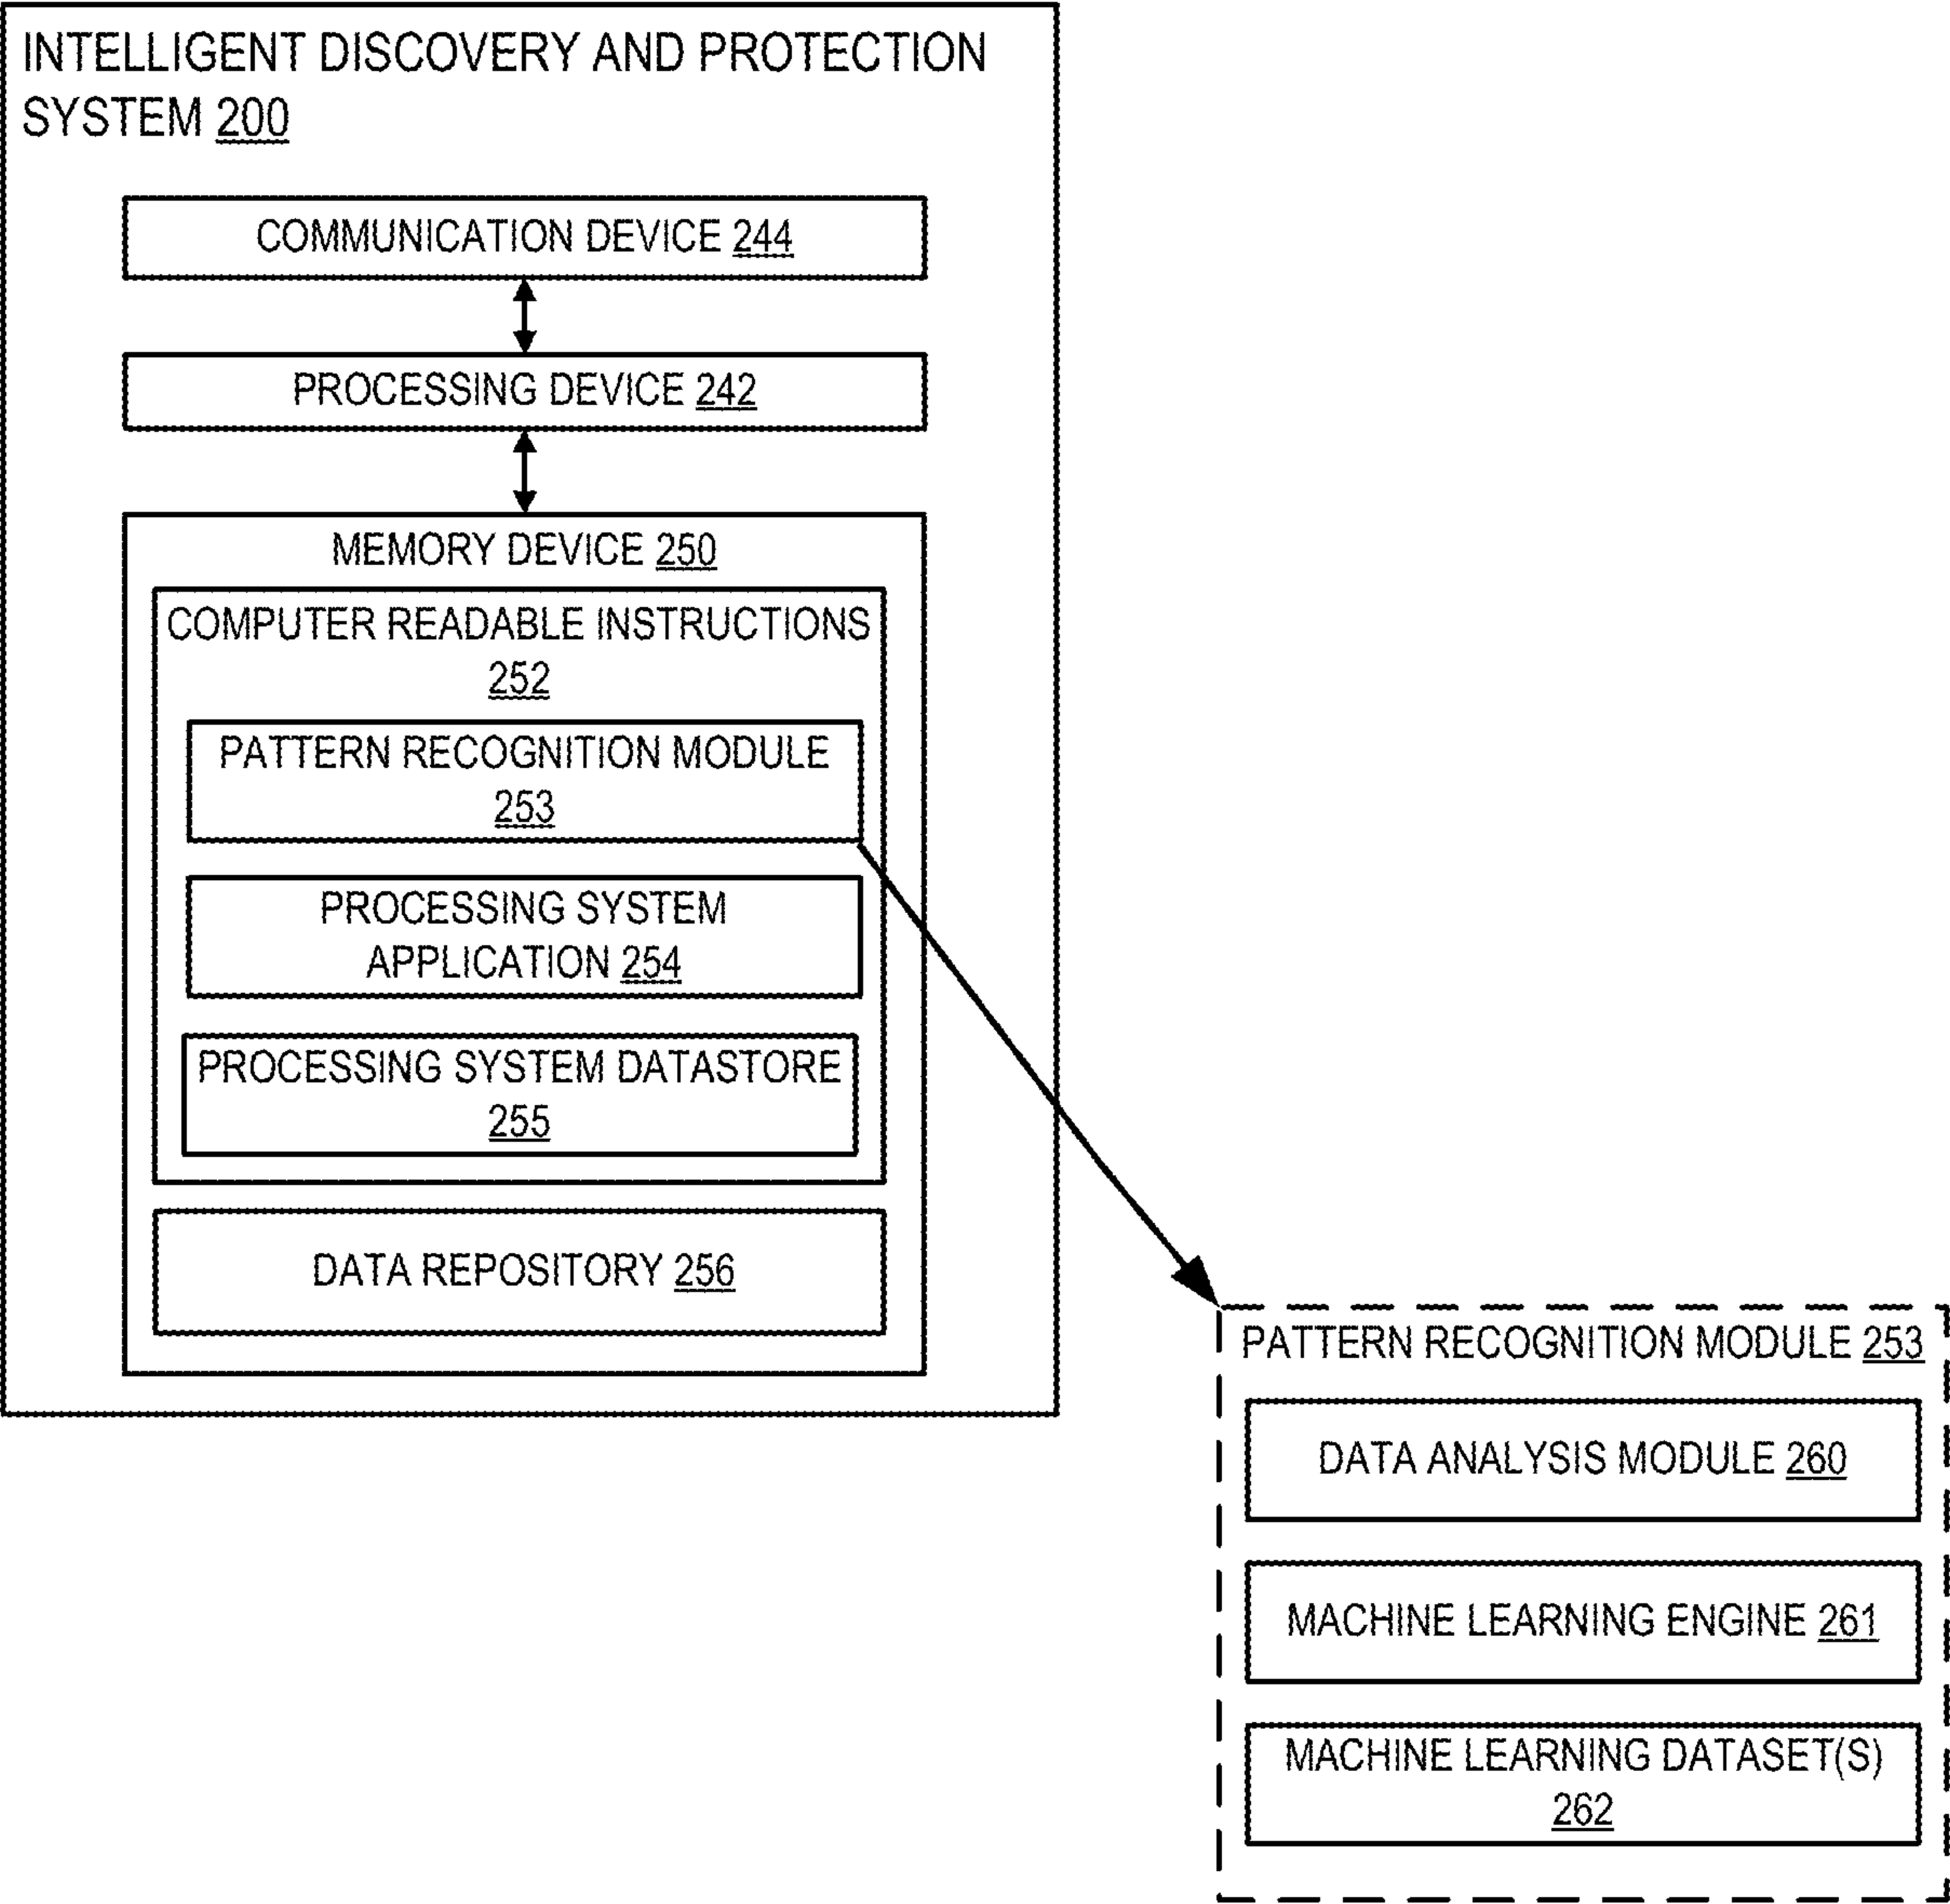 INTELLIGENT DISCOVERY AND PROTECTION
SYSTEM 200
COMMUNICATION DEVICE 244
PROCESSING DEVICE 242
MEMORY DEVICE 250
COMPUTER READABLE INSTRUCTIONS
252
PATTERN RECOGNITION MODULE
253
PROCESSING SYSTEM
APPLICATION 254
PROCESSING SYSTEM DATASTORE
255
DATA REPOSITORY 256
PATTERN RECOGNITION MODULE 253
DATA ANALYSIS MODULE 260
MACHINE LEARNING ENGINE 261
MACHINE LEARNING DATASET(S)
262